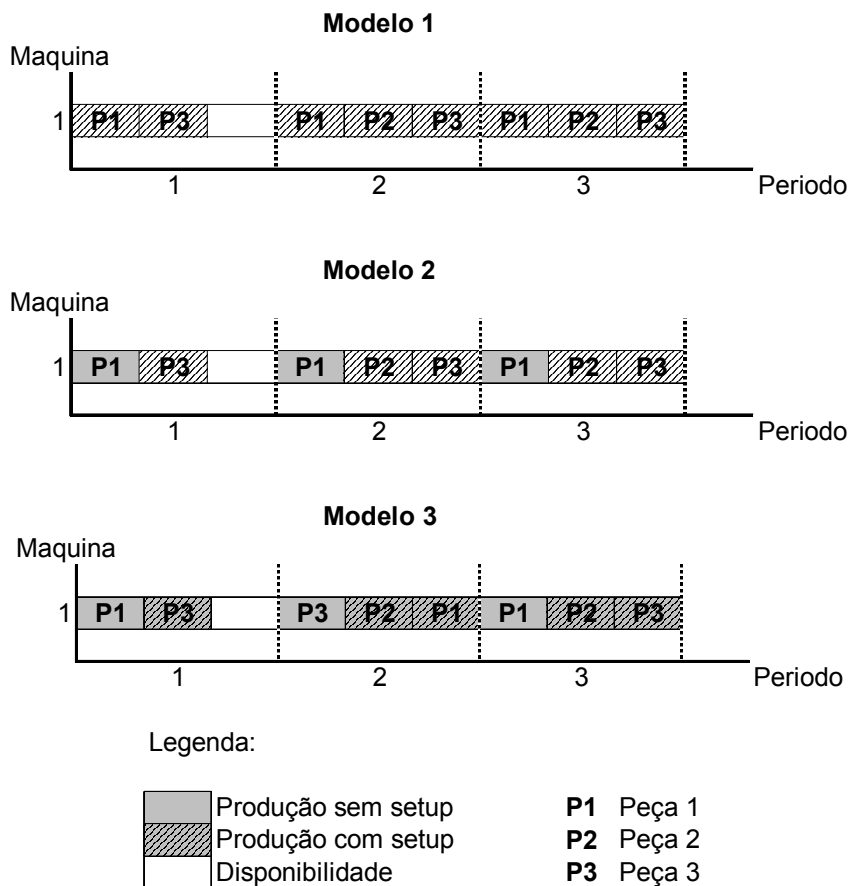 Modelo 1
Maquina
1 P1 P3 P1 P2 P3 P1 P2 P3
1 2 3 Periodo
Modelo 2
Maquina
1 P1 P3 P1 P2 P3 P1 P2 P3
1 2 3 Periodo
Modelo 3
Maquina
1 P1 P3 P3 P2 P1 P1 P2 P3
1 2 3 Periodo
Legenda:
Produção sem setup P1 Peça 1
Produção com setup P2 Peça 2
Disponibilidade P3 Peça 3